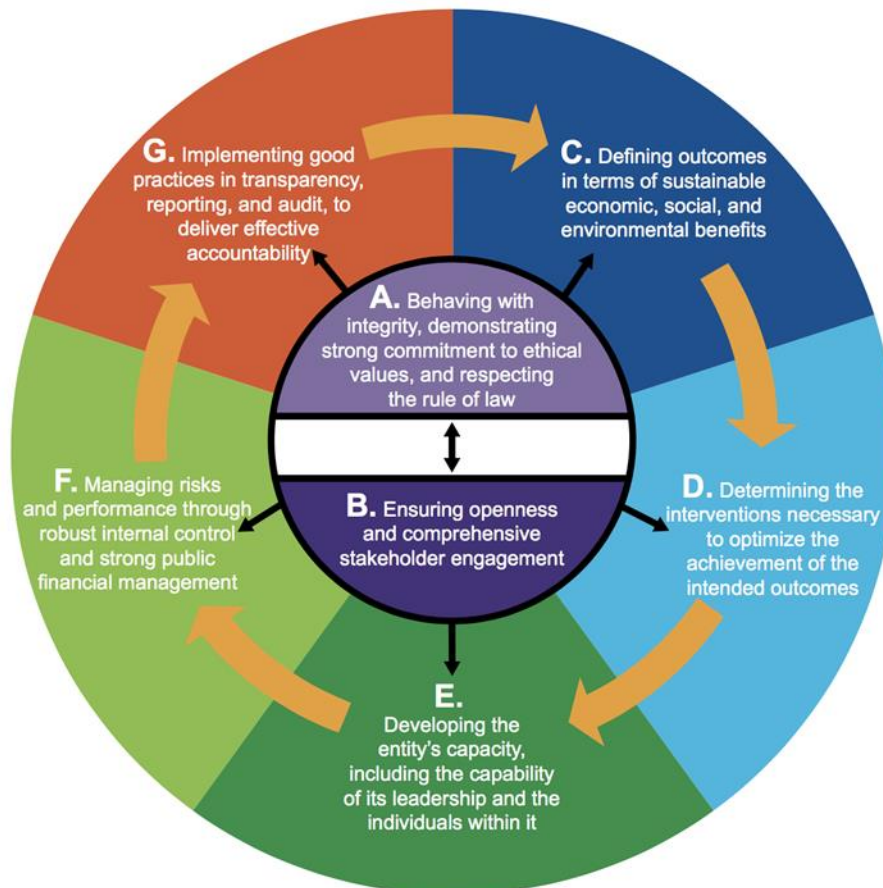 G. Implementing good
practices in transparency,
reporting, and audit, to
deliver effective
accountability
C. Defining outcomes
in terms of sustainable
economic, social, and
environmental benefits
A. Behaving with
integrity, demonstrating
strong commitment to ethical
values, and respecting
the rule of law
B. Ensuring openness
and comprehensive
stakeholder engagement
F. Managing risks
and performance through
robust internal control
and strong public
financial management
D. Determining the
interventions necessary
to optimize the
achievement of the
intended outcomes
E.
Developing the
entity’s capacity,
including the capability
of its leadership and the
individuals within it